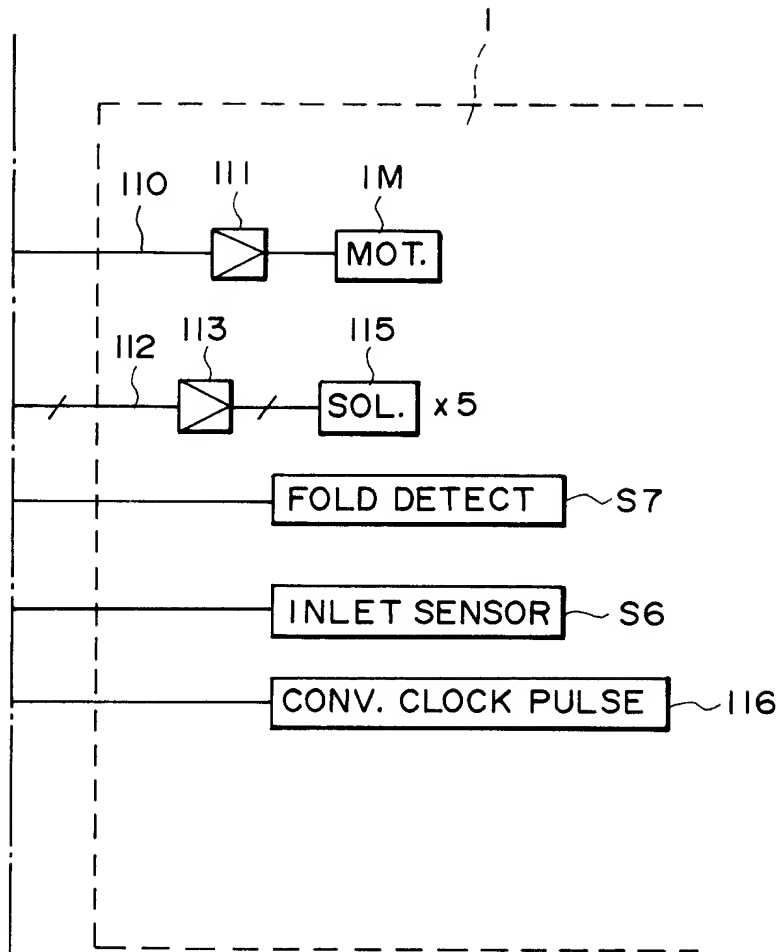 1
110 111 1M
MOT.
112 113 115
SOL. x5
FOLD DETECT S7
INLET SENSOR S6
CONV. CLOCK PULSE 116